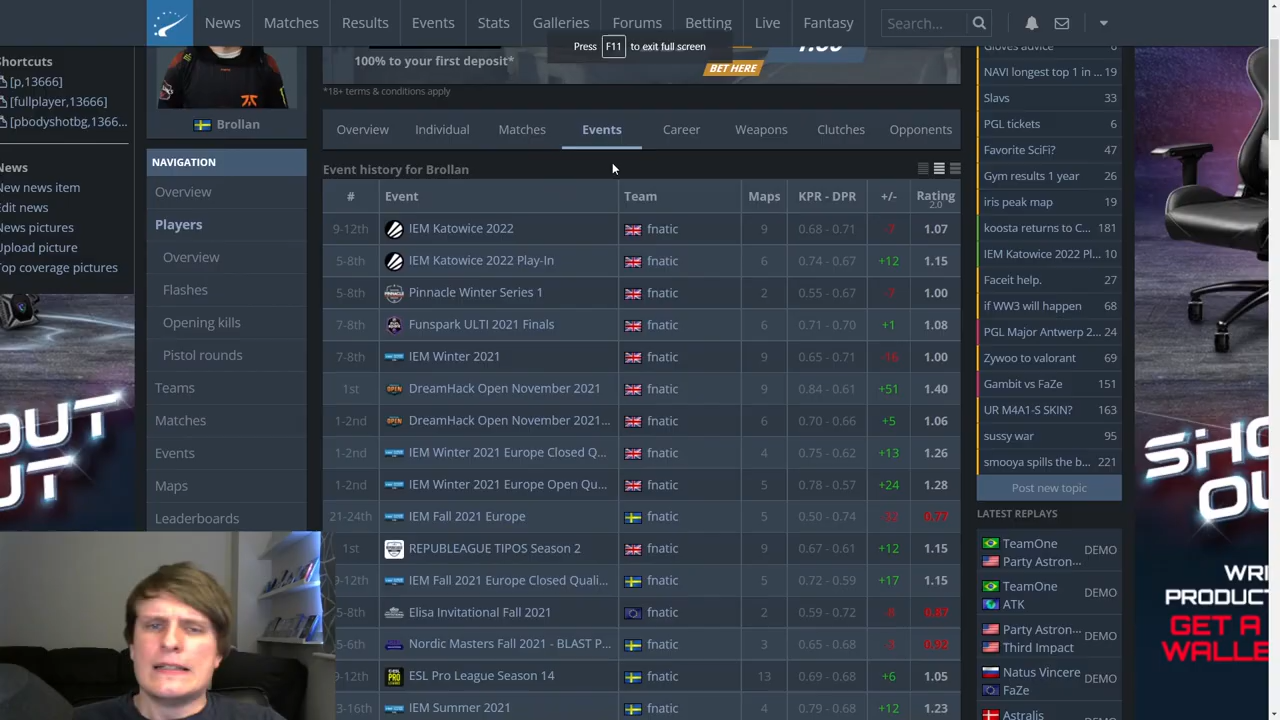 News Matches Results Events Stats Galleries Forums Betting Live Fantasy Search...
Press F11 to exit full screen
100% to your first deposit*
BET HERE
*18+ terms & conditions apply
Shortcuts
[p,13666]
[fullplayer,13666]
[pbodyshotbg,1366...
News
New news item
Edit news
News pictures
Upload picture
Top coverage pictures
OUT
UT
Brollan
NAVIGATION
Overview
Players
Overview
Flashes
Opening kills
Pistol rounds
Teams
Matches
Events
Maps
Leaderboards
Overview Individual Matches Events Career Weapons Clutches Opponents
Event history for Brollan
# Event Team Maps KPR - DPR +/- Rating 2.0
9-12th IEM Katowice 2022 fnatic 9 0.68 - 0.71 -7 1.07
5-8th IEM Katowice 2022 Play-In fnatic 6 0.74 - 0.67 +12 1.15
5-8th Pinnacle Winter Series 1 fnatic 2 0.55 - 0.67 -7 1.00
7-8th Funspark ULTI 2021 Finals fnatic 6 0.71 - 0.70 +1 1.08
7-8th IEM Winter 2021 fnatic 9 0.65 - 0.71 -16 1.00
1st DreamHack Open November 2021 fnatic 9 0.84 - 0.61 +51 1.40
1-2nd DreamHack Open November 2021... fnatic 6 0.70 - 0.66 +5 1.06
1-2nd IEM Winter 2021 Europe Closed Q... fnatic 4 0.75 - 0.62 +13 1.26
1-2nd IEM Winter 2021 Europe Open Qu... fnatic 5 0.78 - 0.57 +24 1.28
21-24th IEM Fall 2021 Europe fnatic 5 0.50 - 0.74 -32 0.77
1st REPUBLEAGUE TIPOS Season 2 fnatic 9 0.67 - 0.61 +12 1.15
9-12th IEM Fall 2021 Europe Closed Quali... fnatic 5 0.72 - 0.59 +17 1.15
5-8th Elisa Invitational Fall 2021 fnatic 2 0.59 - 0.72 0.87
5-6th Nordic Masters 2021 - BLAST P... fnatic 3 0.65 - 0.68 0.92
9-12th ESL Pro League Season 14 fnatic 13 0.69 - 0.68 +6 1.05
3-16th IEM Summer 2021 fnatic 4 0.79 - 0.68 +12 1.23
Gloves advice 6
NAVI longest top 1 in ... 19
Slavs 33
PGL tickets 6
Favorite SciFi? 47
Gym results 1 year 26
iris peak map 19
koosta returns to C... 181
IEM Katowice 2022 Pl... 10
Faceit help. 27
if WW3 will happen 68
PGL Major Antwerp 2... 24
Zywoo to valorant 69
Gambit vs FaZe 151
UR M4A1-S SKIN? 163
sussy war 95
smooya spills the b... 221
Post new topic
LATEST REPLAYS
TeamOne
Party Astron... DEMO
TeamOne
ATK DEMO
Party Astron...
Third Impact DEMO
Natus Vincere
FaZe DEMO
Astralis
SHO
OU
WRI
PRODUCT
GET A
WALLE